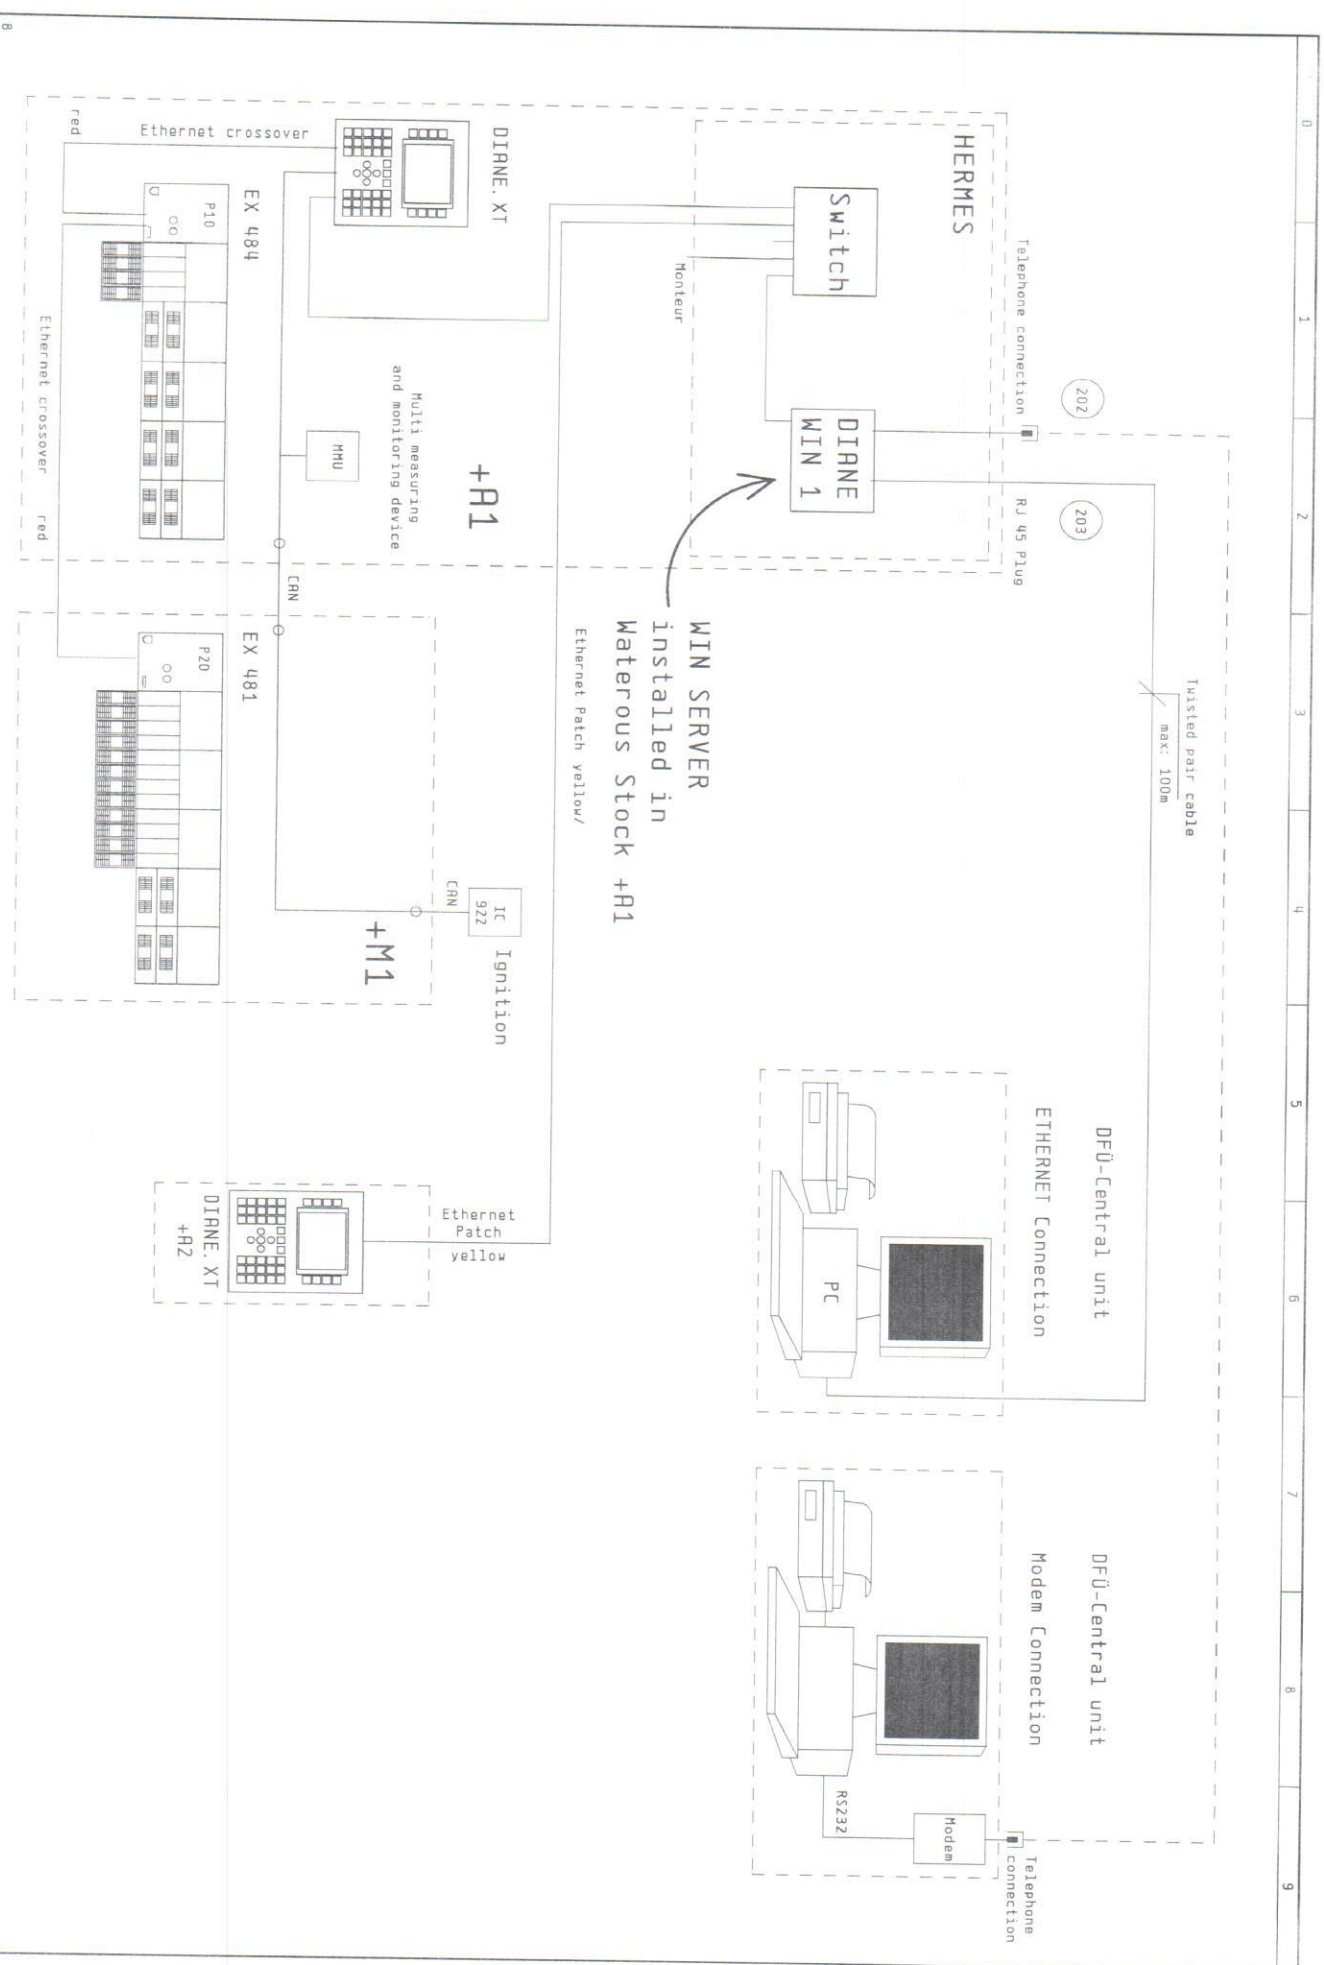 0
1
2
3
4
5
6
7
8
9
8
HERMES
Switch
DIANE
WIN 1
Telephone connection
202
203
RJ 45 Plug
Twisted pair cable
max: 100m
DFÜ-Central unit
ETHERNET Connection
PC
DFÜ-Central unit
Modem Connection
RS232
Modem
Telephone
connection
WIN SERVER
installed in
Waterous Stock +A1
Monteur
Ethernet Patch yellow/
DIANE.XT
Ethernet crossover
red
EX 484
P10
Multi measuring
and monitoring device
MMU
+A1
CAN
Ethernet crossover
red
EX 481
P20
CAN
IC
922
Ignition
+M1
Ethernet
Patch
yellow
DIANE.XT
+A2